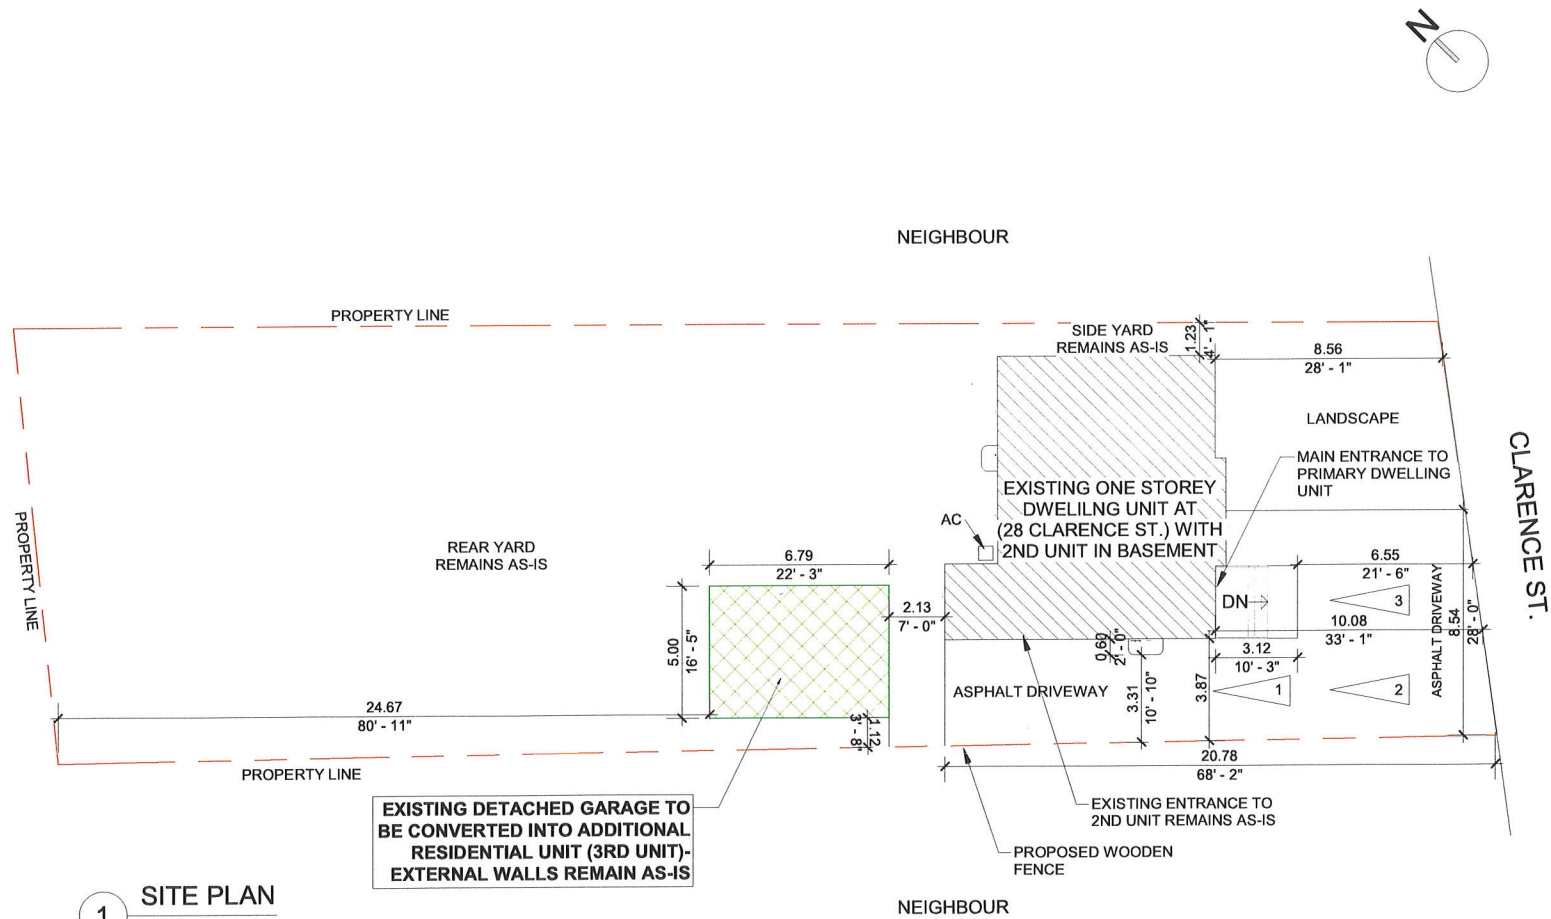 N
NEIGHBOUR
PROPERTY LINE
SIDE YARD
REMAINS AS-IS
1.23
4' - 1"
8.56
28' - 1"
LANDSCAPE
MAIN ENTRANCE TO
PRIMARY DWELLING
UNIT
CLARENCE ST.
EXISTING ONE STOREY
DWELILNG UNIT AT
(28 CLARENCE ST.) WITH
2ND UNIT IN BASEMENT
AC
PROPERTY LINE
REAR YARD
REMAINS AS-IS
6.79
22' - 3"
2.13
7' - 0"
5.00
16' - 5"
6.55
21' - 6"
DN
3
10.08
33' - 1"
ASPHALT DRIVEWAY
8.54
28' - 0"
0.60
2' - 0"
3.12
10' - 3"
ASPHALT DRIVEWAY
3.31
10' - 10"
3.87
1
2
24.67
80' - 11"
1.12
3' - 8"
20.78
68' - 2"
PROPERTY LINE
EXISTING DETACHED GARAGE TO
BE CONVERTED INTO ADDITIONAL
RESIDENTIAL UNIT (3RD UNIT)-
EXTERNAL WALLS REMAIN AS-IS
EXISTING ENTRANCE TO
2ND UNIT REMAINS AS-IS
PROPOSED WOODEN
FENCE
1
SITE PLAN
NEIGHBOUR